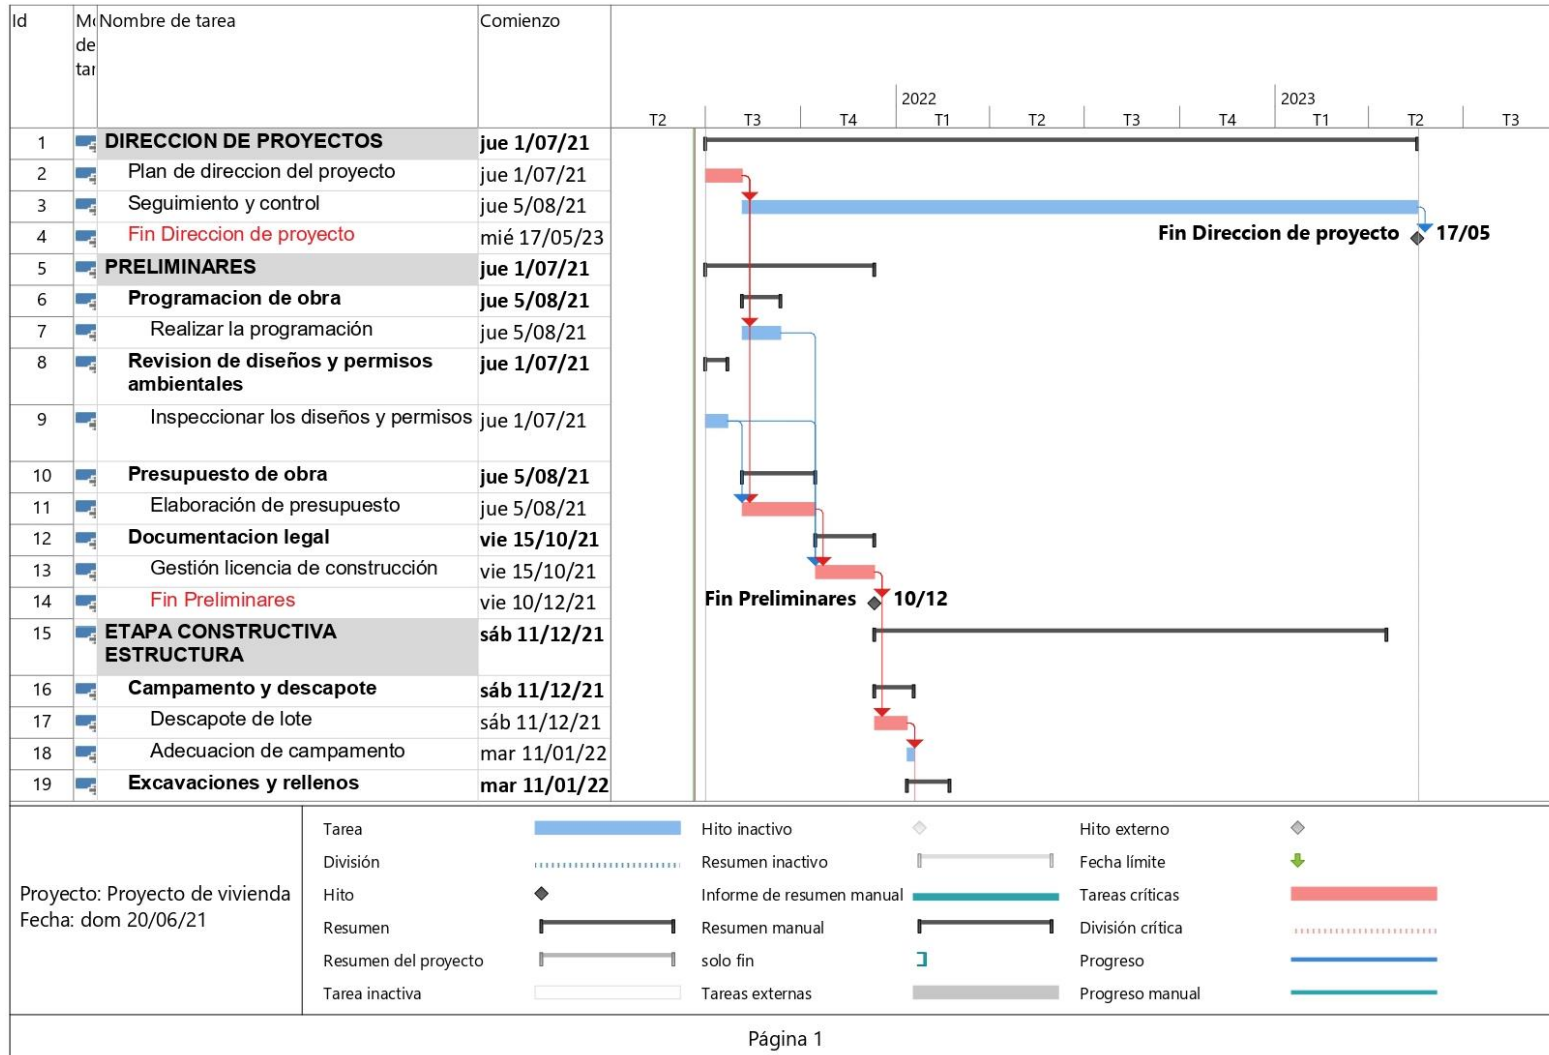 Id
Mo
de
tar
Nombre de tarea
Comienzo
2022
2023
T2 T3 T4 T1 T2 T3 T4 T1 T2 T3
1 DIRECCION DE PROYECTOS jue 1/07/21
2 Plan de direccion del proyecto jue 1/07/21
3 Seguimiento y control jue 5/08/21
4 Fin Direccion de proyecto mié 17/05/23 Fin Direccion de proyecto 17/05
5 PRELIMINARES jue 1/07/21
6 Programacion de obra jue 5/08/21
7 Realizar la programación jue 5/08/21
8 Revision de diseños y permisos jue 1/07/21
ambientales
9 Inspeccionar los diseños y permisos jue 1/07/21
10 Presupuesto de obra jue 5/08/21
11 Elaboración de presupuesto jue 5/08/21
12 Documentacion legal vie 15/10/21
13 Gestión licencia de construcción vie 15/10/21
14 Fin Preliminares vie 10/12/21 Fin Preliminares 10/12
15 ETAPA CONSTRUCTIVA sáb 11/12/21
ESTRUCTURA
16 Campamento y descapote sáb 11/12/21
17 Descapote de lote sáb 11/12/21
18 Adecuacion de campamento mar 11/01/22
19 Excavaciones y rellenos mar 11/01/22
Proyecto: Proyecto de vivienda
Fecha: dom 20/06/21
Tarea Hito inactivo Hito externo
División Resumen inactivo Fecha límite
Hito Informe de resumen manual Tareas críticas
Resumen Resumen manual División crítica
Resumen del proyecto solo fin Progreso
Tarea inactiva Tareas externas Progreso manual
Página 1